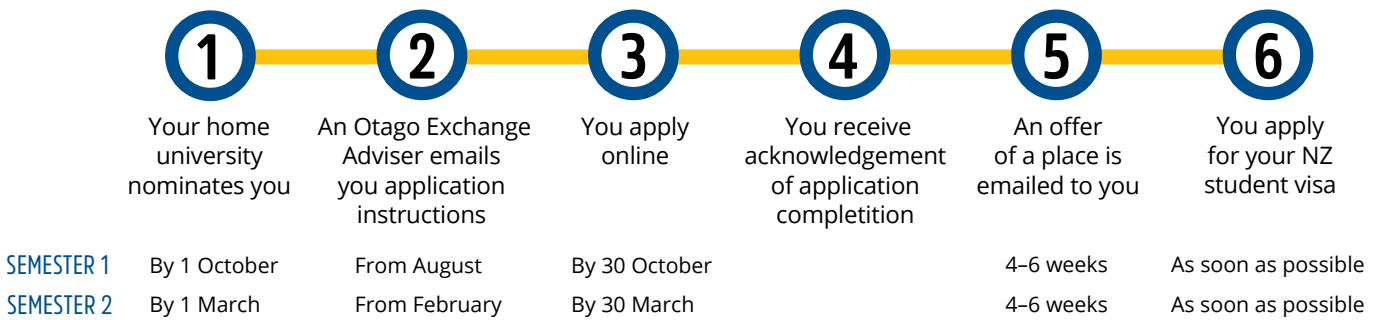 1 2 3 4 5 6
Your home
university
nominates you
An Otago Exchange
Adviser emails
you application
instructions
You apply
online
You receive
acknowledgement
of application
completition
An offer
of a place is
emailed to you
You apply
for your NZ
student visa
SEMESTER 1 By 1 October From August By 30 October 4–6 weeks As soon as possible
SEMESTER 2 By 1 March From February By 30 March 4–6 weeks As soon as possible